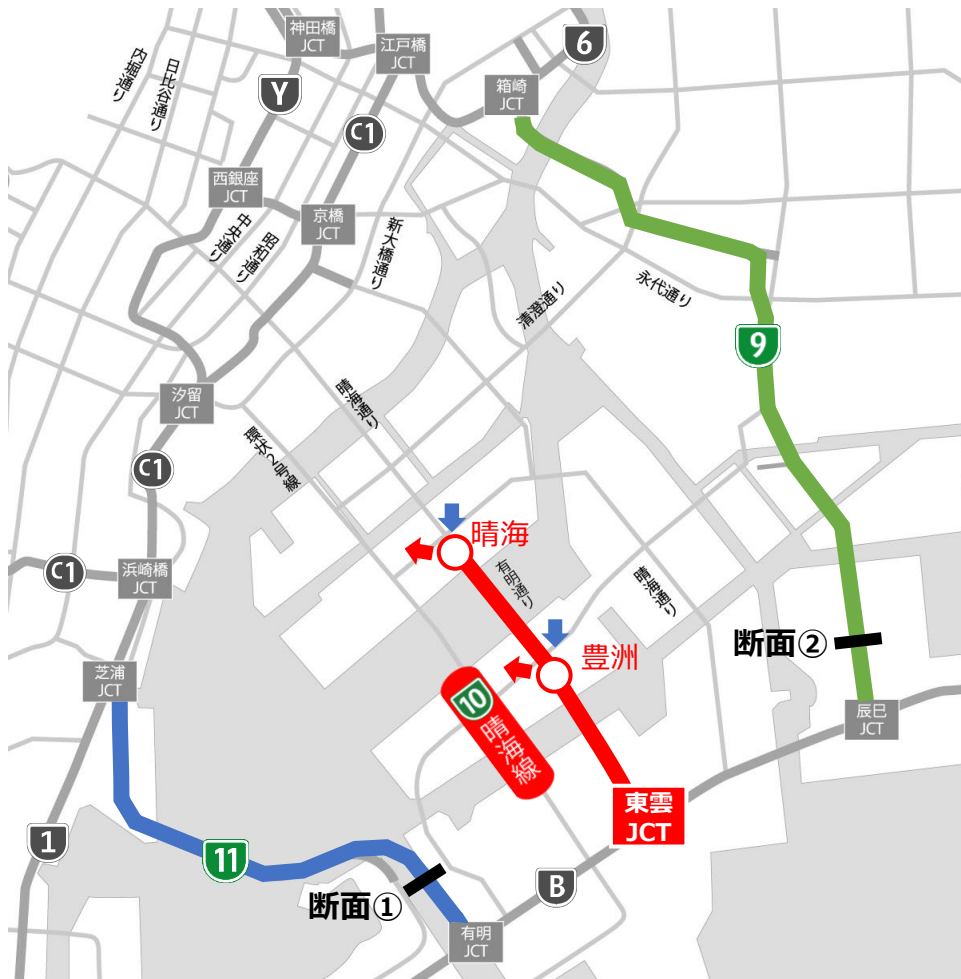 神田橋
JCT
江戸橋
JCT
6
箱崎
JCT
内堀通り
日比谷通り
Y
C1
西銀座
JCT
京橋
JCT
中央通り
昭和通り
新大橋通り
清澄通り
永代通り
9
汐留
JCT
晴海通り
環状2号線
C1
晴海
有明通り
晴海通り
C1
浜崎橋
JCT
豊洲
断面②
芝浦
JCT
10
晴海線
辰巳
JCT
東雲
JCT
1
11
B
断面①
有明
JCT